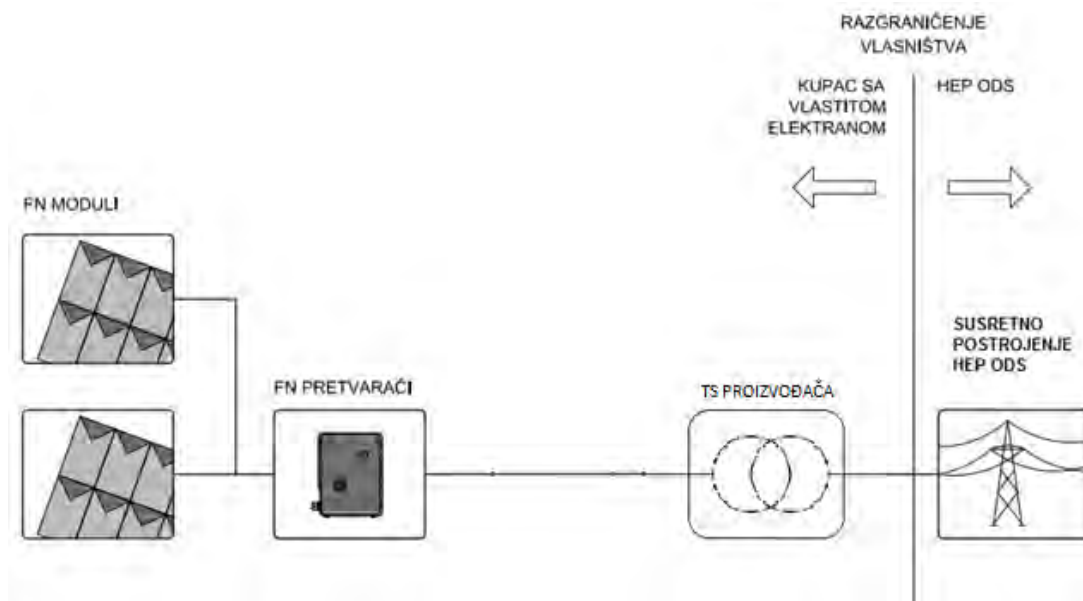 RAZGRANIČENJE
VLASNIŠTVA
KUPAC SA
VLASTITOM
ELEKTRANOM
HEP ODS
FN MODULI
SUSRETNO
POSTROJENJE
HEP ODS
FN PRETVARAČI
TS PROIZVOĐAČA